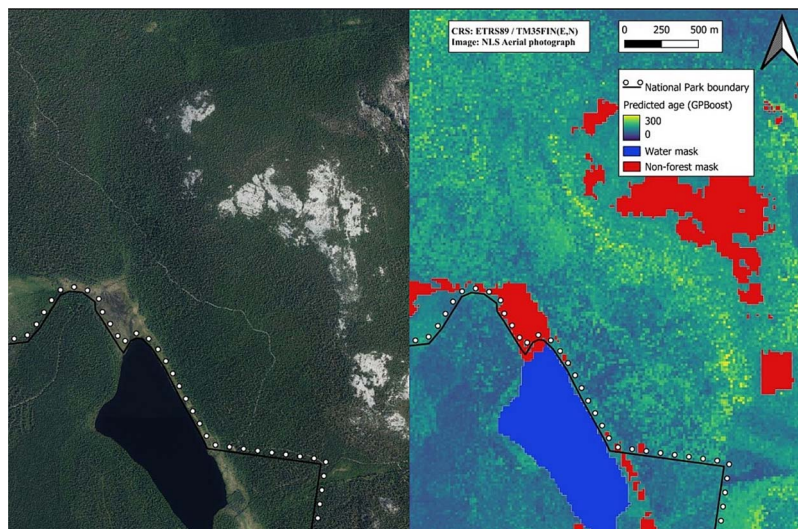 CRS: ETRS89 / TM35FIN(E,N)
Image: NLS Aerial photograph
0 250 500 m
National Park boundary
Predicted age (GPBoost)
300
0
Water mask
Non-forest mask